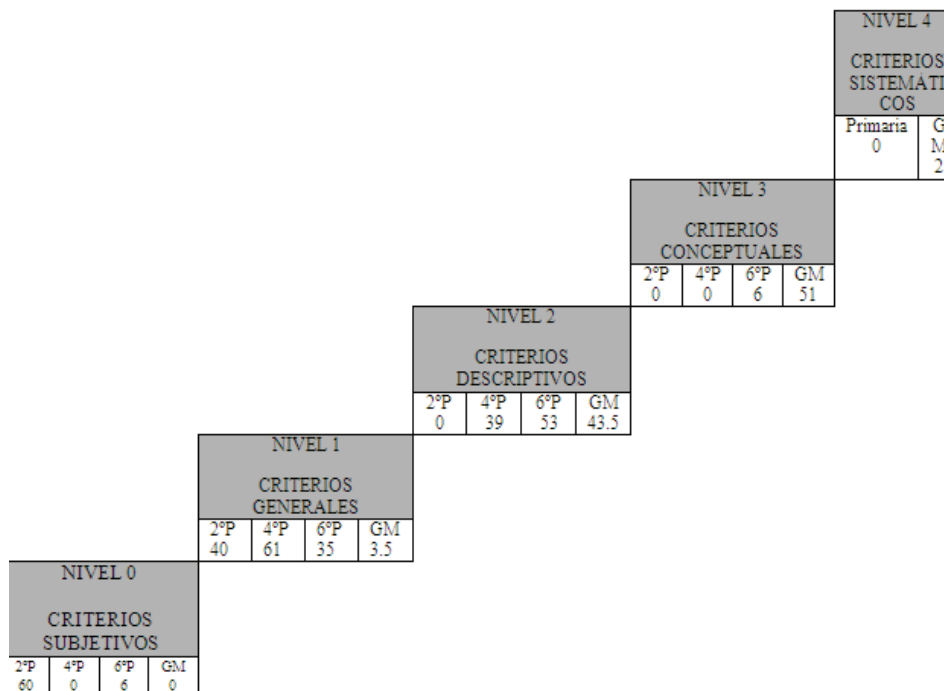 NIVEL 4
CRITERIOS
SISTEMÁTI
COS
Primaria
0
G
M
2
NIVEL 3
CRITERIOS
CONCEPTUALES
2ºP 4ºP 6ºP GM
0 0 6 51
NIVEL 2
CRITERIOS
DESCRIPTIVOS
2ºP 4ºP 6ºP GM
0 39 53 43.5
NIVEL 1
CRITERIOS
GENERALES
2ºP 4ºP 6ºP GM
40 61 35 3.5
NIVEL 0
CRITERIOS
SUBJETIVOS
2ºP 4ºP 6ºP GM
60 0 6 0